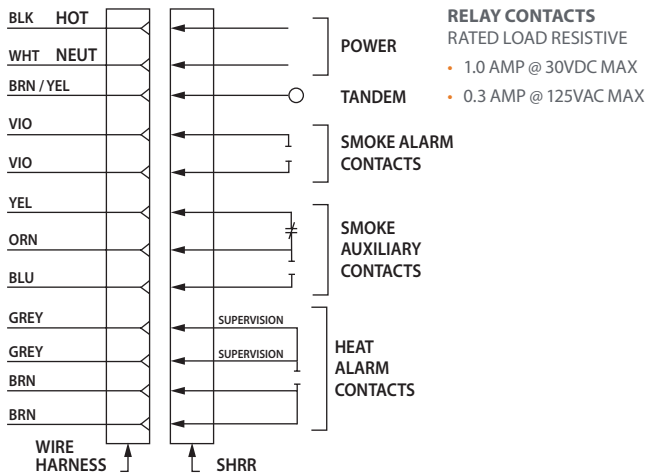 BLK HOT
WHT NEUT
BRN / YEL
VIO
VIO
YEL
ORN
BLU
GREY
GREY
BRN
BRN
WIRE
HARNESS
SHRR
SUPERVISION
SUPERVISION
POWER
TANDEM
SMOKE ALARM
CONTACTS
SMOKE
AUXILIARY
CONTACTS
HEAT
ALARM
CONTACTS
RELAY CONTACTS
RATED LOAD RESISTIVE
• 1.0 AMP @ 30VDC MAX
• 0.3 AMP @ 125VAC MAX